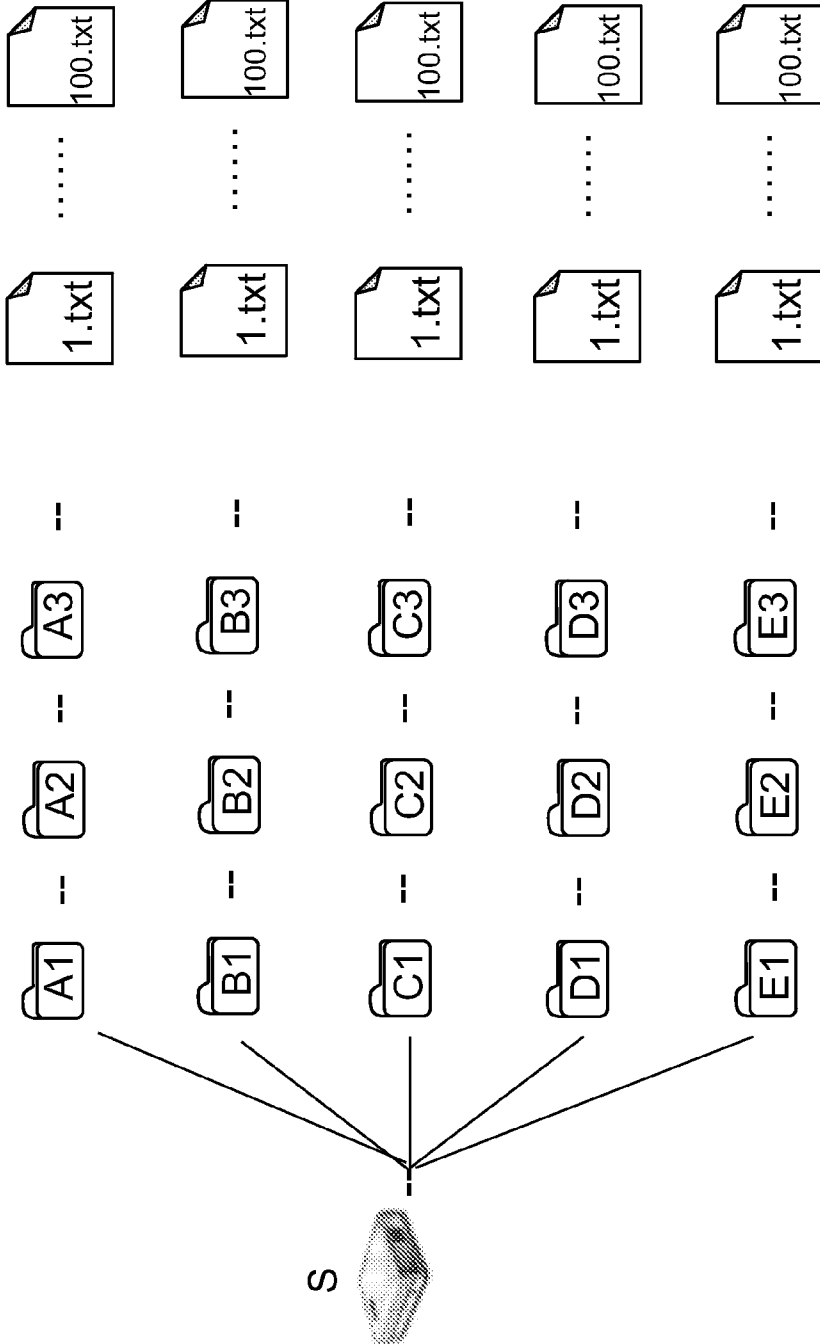 S
A1 A2 A3 1.txt ...... 100.txt
B1 B2 B3 1.txt ...... 100.txt
C1 C2 C3 1.txt ...... 100.txt
D1 D2 D3 1.txt ...... 100.txt
E1 E2 E3 1.txt ...... 100.txt